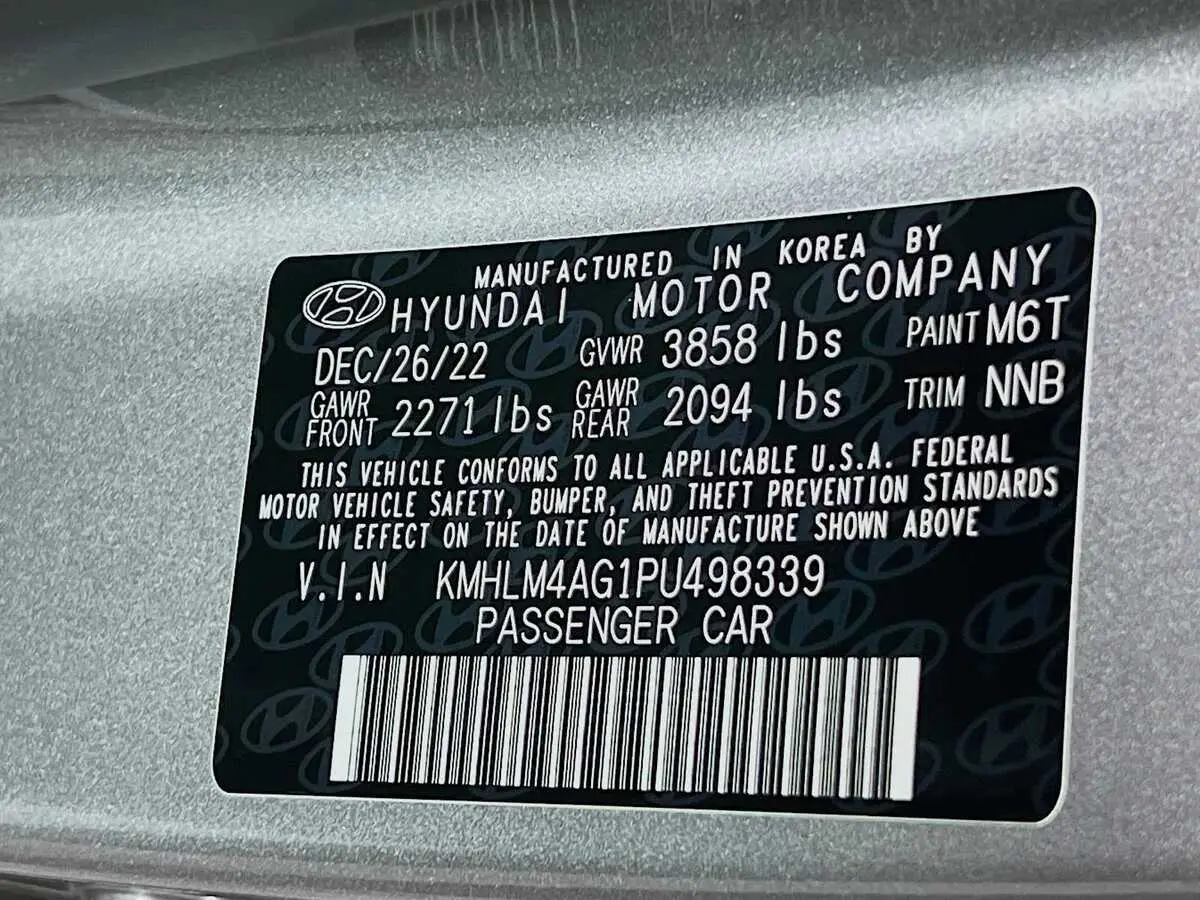 MANUFACTURED IN KOREA BY
HYUNDAI MOTOR COMPANY
DEC/26/22 GVWR 3858 lbs PAINT M6T
GAWR FRONT 2271 lbs GAWR REAR 2094 lbs TRIM NNB
THIS VEHICLE CONFORMS TO ALL APPLICABLE U.S.A. FEDERAL
MOTOR VEHICLE SAFETY, BUMPER, AND THEFT PREVENTION STANDARDS
IN EFFECT ON THE DATE OF MANUFACTURE SHOWN ABOVE
V.I.N KMHLM4AG1PU498339
PASSENGER CAR